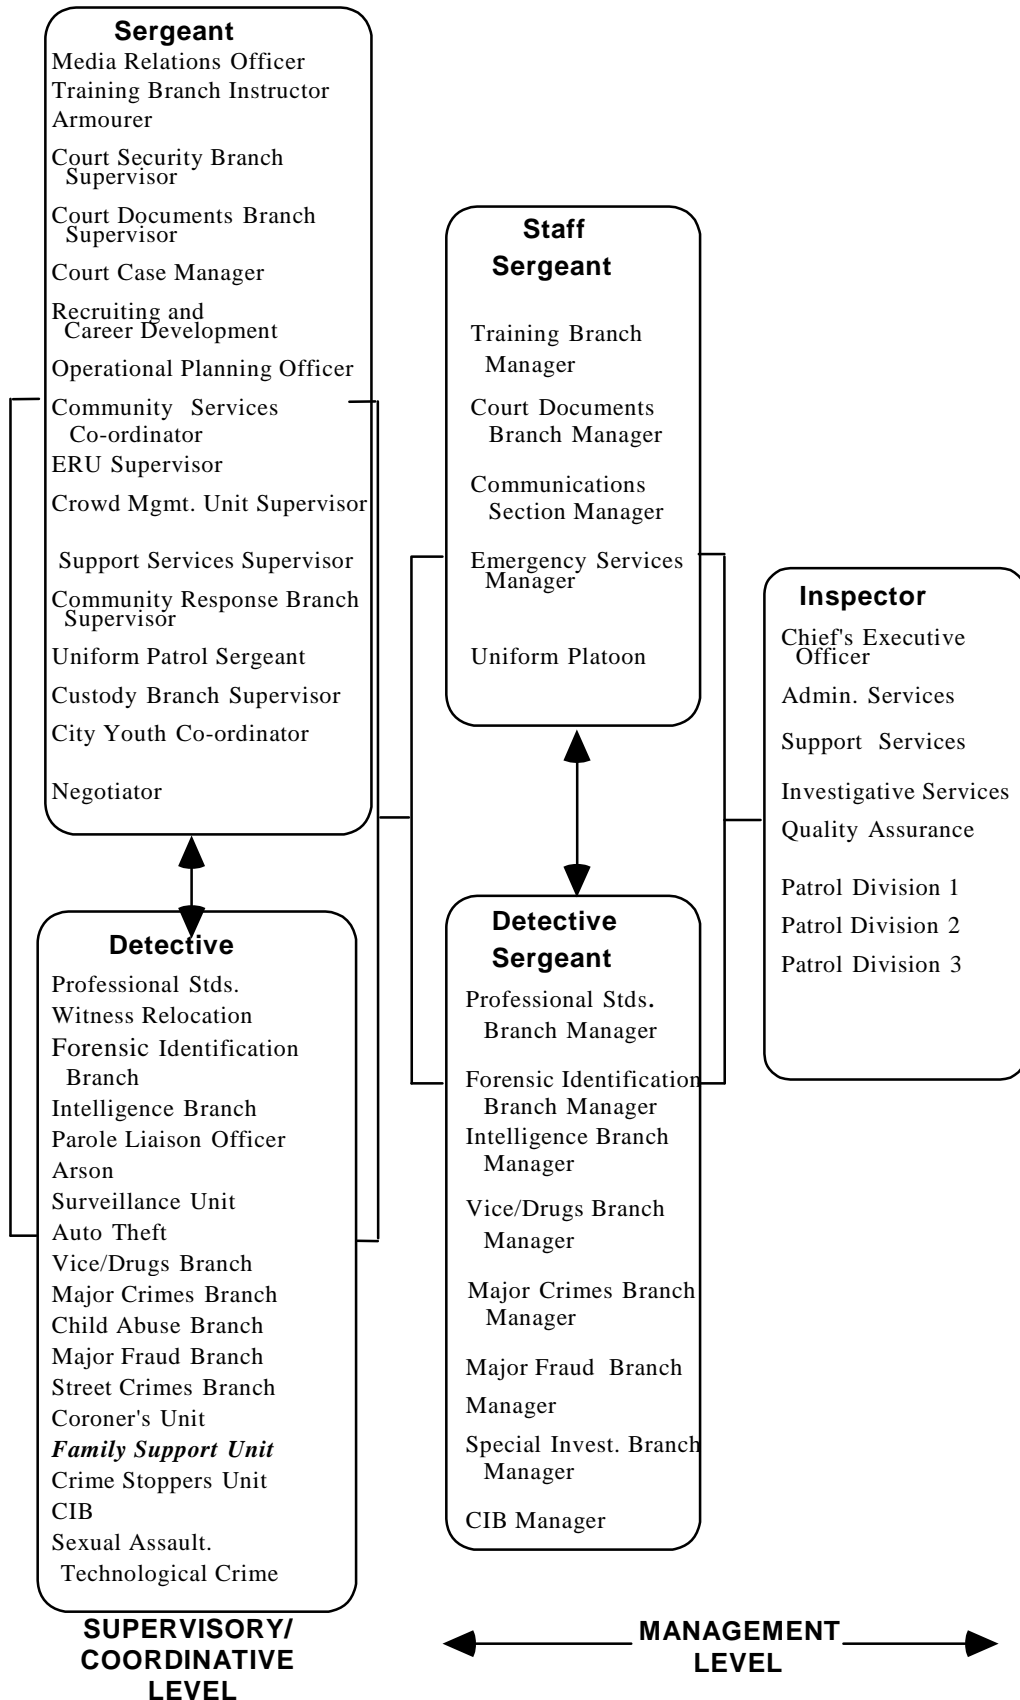 Sergeant
Media Relations Officer
Training Branch Instructor
Armourer
Court Security Branch
Supervisor
Court Documents Branch
Supervisor
Court Case Manager
Recruiting and
Career Development
Operational Planning Officer
Community Services
Co-ordinator
ERU Supervisor
Crowd Mgmt. Unit Supervisor
Support Services Supervisor
Community Response Branch
Supervisor
Uniform Patrol Sergeant
Custody Branch Supervisor
City Youth Co-ordinator
Negotiator
Detective
Professional Stds.
Witness Relocation
Forensic Identification
Branch
Intelligence Branch
Parole Liaison Officer
Arson
Surveillance Unit
Auto Theft
Vice/Drugs Branch
Major Crimes Branch
Child Abuse Branch
Major Fraud Branch
Street Crimes Branch
Coroner's Unit
Family Support Unit
Crime Stoppers Unit
CIB
Sexual Assault.
Technological Crime
SUPERVISORY/
COORDINATIVE
LEVEL
Staff
Sergeant
Training Branch
Manager
Court Documents
Branch Manager
Communications
Section Manager
Emergency Services
Manager
Uniform Platoon
Detective
Sergeant
Professional Stds.
Branch Manager
Forensic Identification
Branch Manager
Intelligence Branch
Manager
Vice/Drugs Branch
Manager
Major Crimes Branch
Manager
Major Fraud Branch
Manager
Special Invest. Branch
Manager
CIB Manager
Inspector
Chief's Executive
Officer
Admin. Services
Support Services
Investigative Services
Quality Assurance
Patrol Division 1
Patrol Division 2
Patrol Division 3
MANAGEMENT
LEVEL